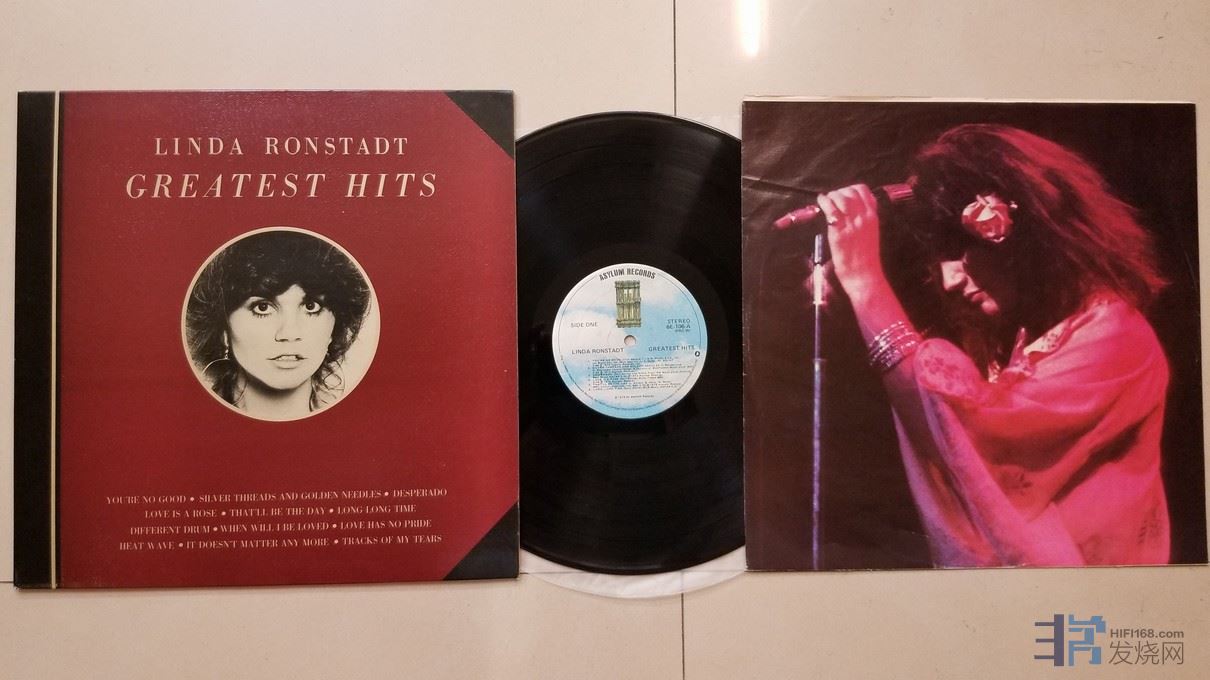 LINDA RONSTADT
GREATEST HITS
YOU'RE NO GOOD • SILVER THREADS AND GOLDEN NEEDLES • DESPERADO
LOVE IS A ROSE • THAT'LL BE THE DAY • LONG LONG TIME
DIFFERENT DRUM • WHEN WILL I BE LOVED • LOVE HAS NO PRIDE
HEAT WAVE • IT DOESN'T MATTER ANY MORE • TRACKS OF MY TEARS
ASYLUM RECORDS
SIDE ONE
STEREO
6E-106-A
LINDA RONSTADT
GREATEST HITS
HIFI168.com
发烧网